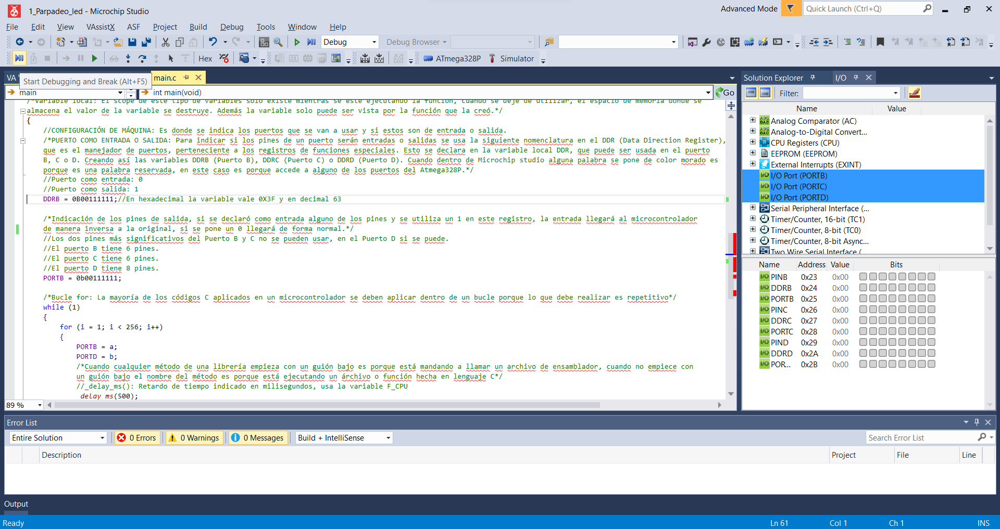 1_Parpadeo_led - Microchip Studio
Advanced Mode
Quick Launch (Ctrl+Q)
File Edit View VAssistX ASF Project Build Debug Tools Window Help
Debug
Debug Browser
Hex
ATmega328P
Simulator
VA
Start Debugging and Break (Alt+F5)
main.c
main
int main(void)
Go
/*Variable local: El scope de este tipo de variables solo existe mientras se esté ejecutando la función, cuando se deje de utilizar, el espacio de memoria donde se
almacena el valor de la variable se destruye. Además la variable solo puede ser vista por la función que la creó.*/
{
//CONFIGURACIÓN DE MÁQUINA: Es donde se indica los puertos que se van a usar y si estos son de entrada o salida.
/*PUERTO COMO ENTRADA O SALIDA: Para indicar si los pines de un puerto serán entradas o salidas se usa la siguiente nomenclatura en el DDR (Data Direction Register),
que es el manejador de puertos, perteneciente a los registros de funciones especiales. Esto se declara en la variable local DDR, que puede ser usada en el puerto
B, C o D. Creando así las variables DDRB (Puerto B), DDRC (Puerto C) o DDRD (Puerto D). Cuando dentro de Microchip studio alguna palabra se pone de color morado es
porque es una palabra reservada, en este caso es porque accede a alguno de los puertos del Atmega328P.*/
//Puerto como entrada: 0
//Puerto como salida: 1
DDRB = 0B00111111;//En hexadecimal la variable vale 0X3F y en decimal 63
/*Indicación de los pines de salida, si se declaró como entrada alguno de los pines y se utiliza un 1 en este registro, la entrada llegará al microcontrolador
de manera inversa a la original, si se pone un 0 llegará de forma normal.*/
//Los dos pines más significativos del Puerto B y C no se pueden usar, en el Puerto D si se puede.
//El puerto B tiene 6 pines.
//El puerto C tiene 6 pines.
//El puerto D tiene 8 pines.
PORTB = 0b00111111;
/*Bucle for: La mayoría de los códigos C aplicados en un microcontrolador se deben aplicar dentro de un bucle porque lo que debe realizar es repetitivo*/
while (1)
{
for (i = 1; i < 256; i++)
{
PORTB = a;
PORTD = b;
/*Cuando cualquier método de una librería empieza con un guión bajo es porque está mandando a llamar un archivo de ensamblador, cuando no empiece con
un guión bajo el nombre del método es porque está ejecutando un árchivo o función hecha en lenguaje C*/
//_delay_ms(): Retardo de tiempo indicado en milisegundos, usa la variable F_CPU
_delay_ms(500);
89 %
Solution Explorer
I/O
Filter:
Name Value
Analog Comparator (AC)
Analog-to-Digital Convert...
CPU Registers (CPU)
EEPROM (EEPROM)
External Interrupts (EXINT)
I/O Port (PORTB)
I/O Port (PORTC)
I/O Port (PORTD)
Serial Peripheral Interface (...
Timer/Counter, 16-bit (TC1)
Timer/Counter, 8-bit (TC0)
Timer/Counter, 8-bit Async...
Two Wire Serial Interface (
Name Address Value Bits
PINB 0x23 0x00
DDRB 0x24 0x00
PORTB 0x25 0x00
PINC 0x26 0x00
DDRC 0x27 0x00
PORTC 0x28 0x00
PIND 0x29 0x00
DDRD 0x2A 0x00
POR... 0x2B 0x00
Error List
Entire Solution
0 Errors
0 Warnings
0 Messages
Build + IntelliSense
Search Error List
Description Project File Line
Output
Ready
Ln 61 Col 1 Ch 1 INS